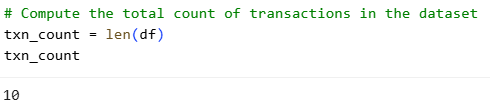 # Compute the total count of transactions in the dataset
txn_count = len(df)
txn_count
10